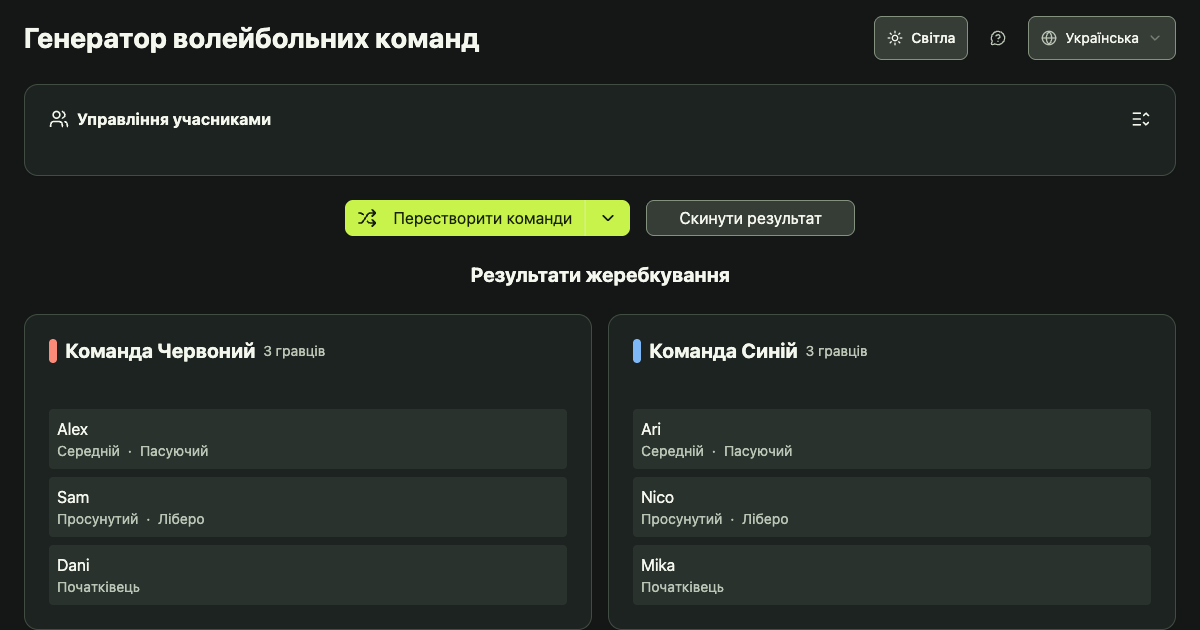 Генератор волейбольних команд
Світла
Українська
Управління учасниками
Перестворити команди
Скинути результат
Результати жеребкування
Команда Червоний 3 гравців
Alex
Середній · Пасуючий
Sam
Просунутий · Ліберо
Dani
Початківець
Команда Синій 3 гравців
Ari
Середній · Пасуючий
Nico
Просунутий · Ліберо
Mika
Початківець